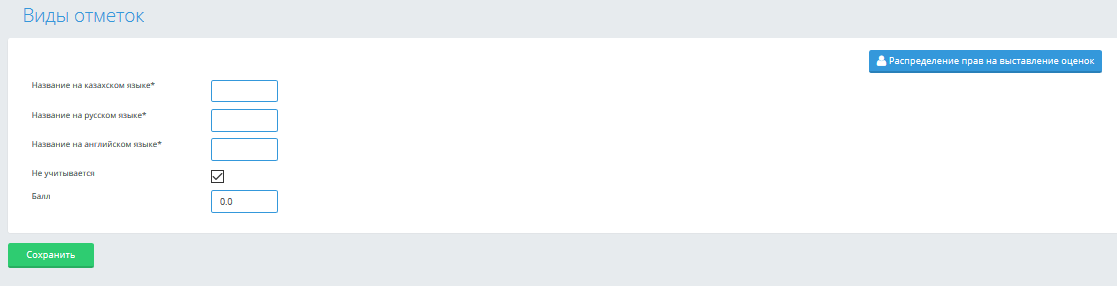 Виды отметок
Распределение прав на выставление оценок
Название на казахском языке*
Название на русском языке*
Название на английском языке*
Не учитывается
Балл
0.0
Сохранить